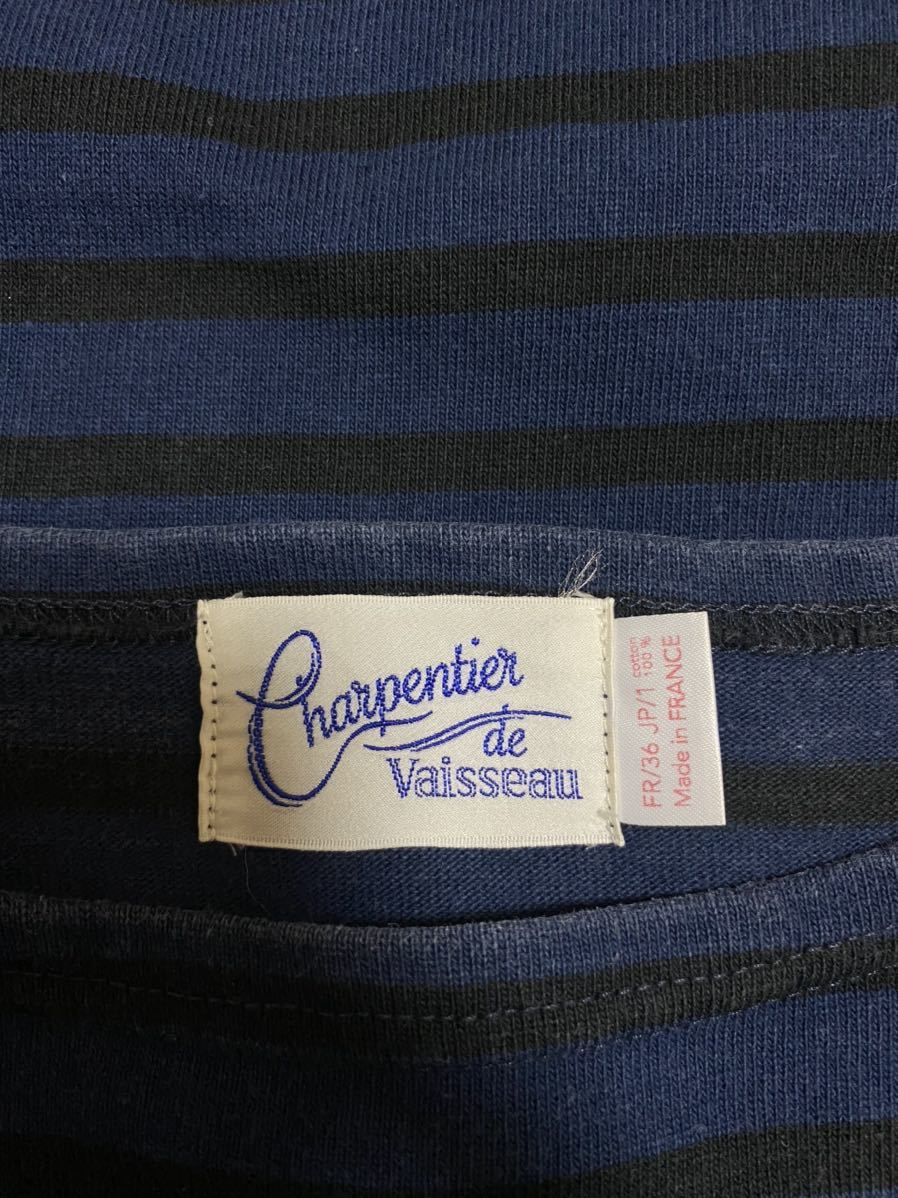 Charpentier
de
Vaisseau
FR/36 JP/1 cotton 100%
Made in FRANCE